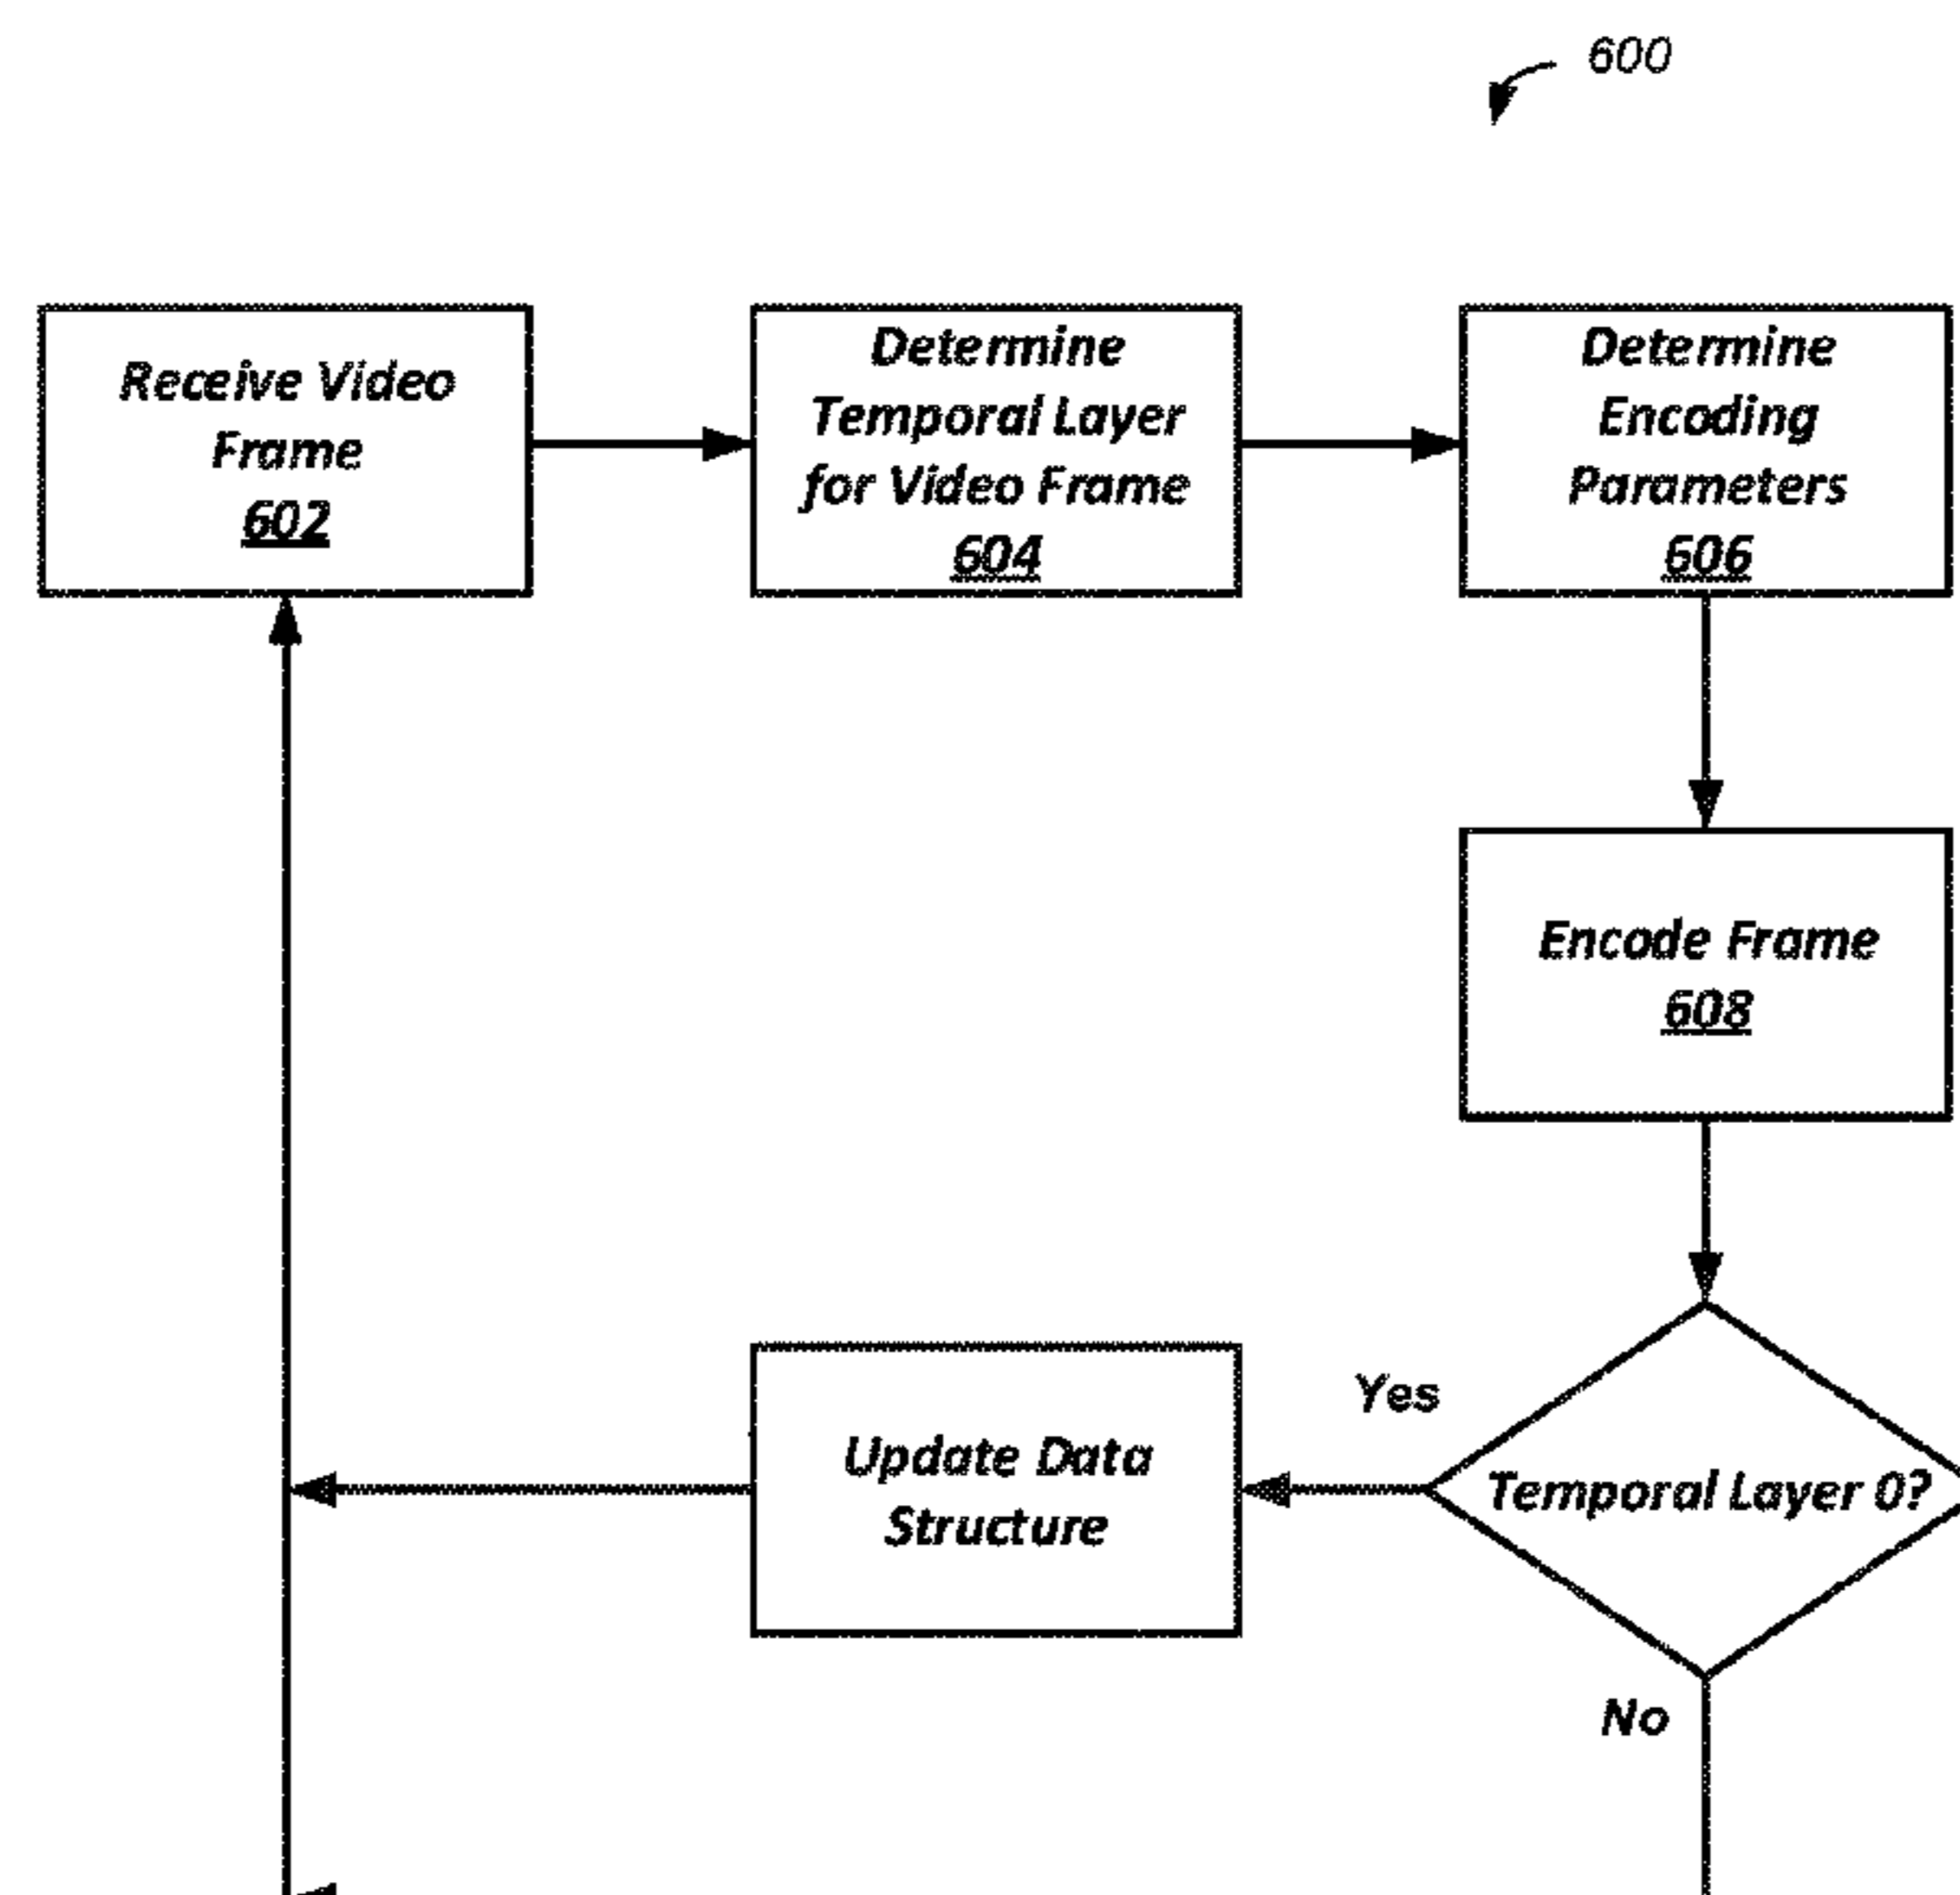 600
Receive Video
Frame
602
Determine
Temporal Layer
for Video Frame
604
Determine
Encoding
Parameters
606
Encode Frame
608
Yes
Temporal Layer 0?
Update Data
Structure
No